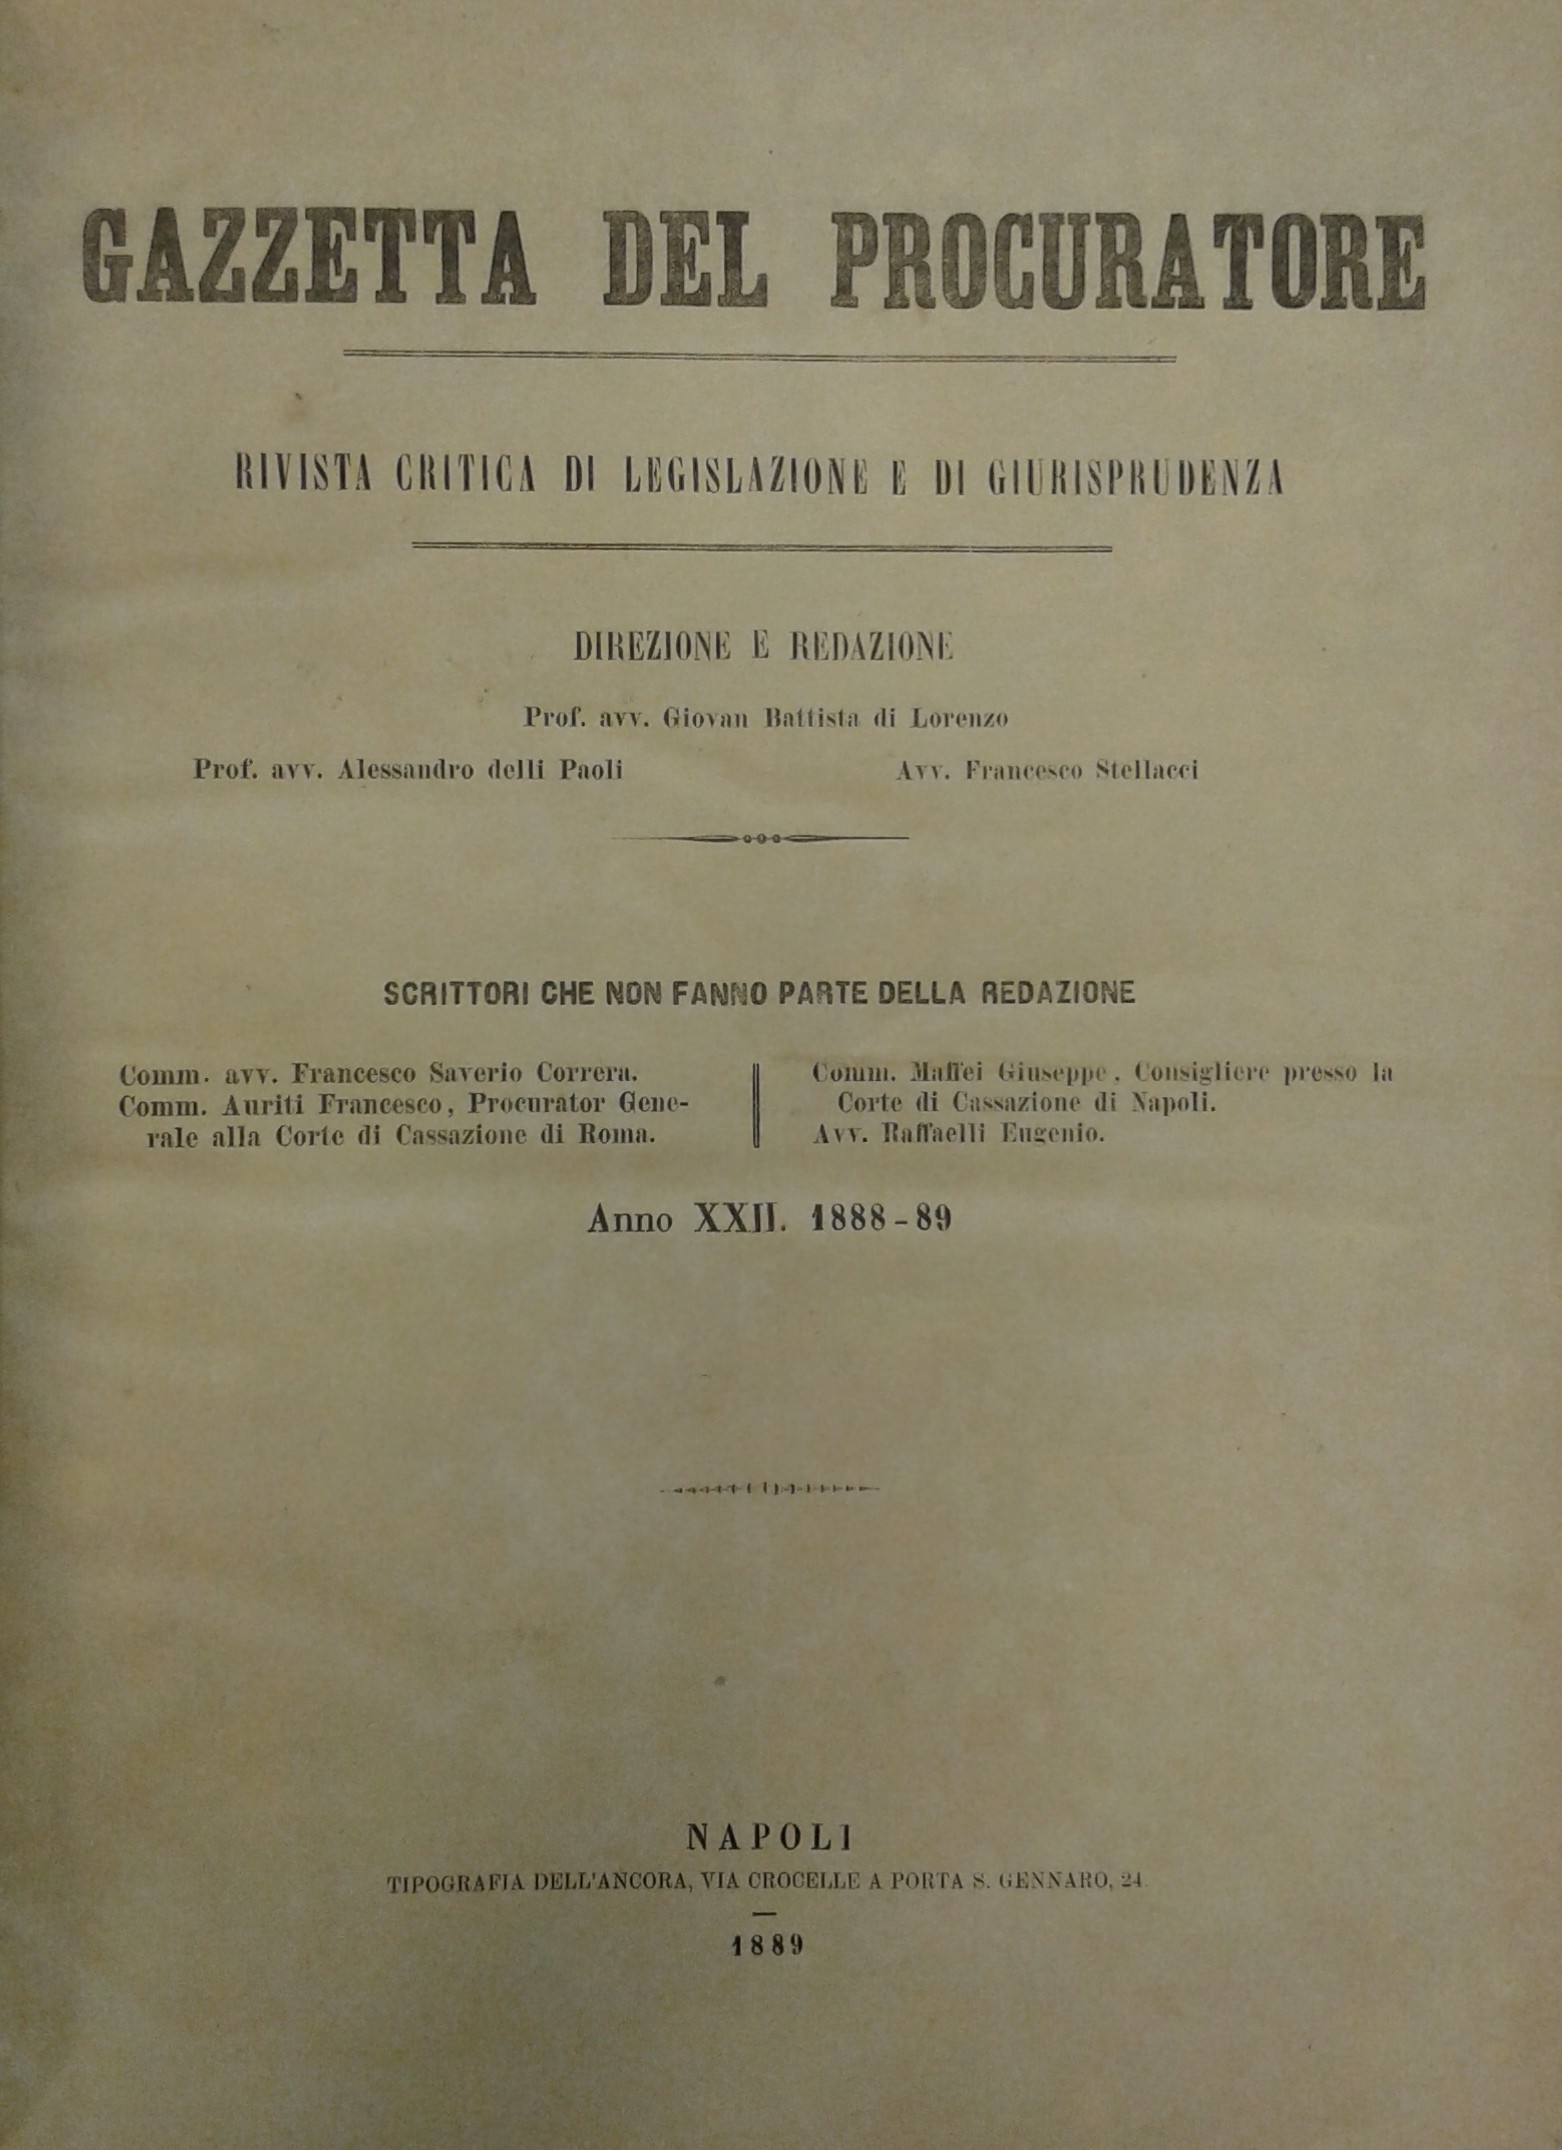 GAZZETTA DEL PROCURATORE
RIVISTA CRITICA DI LEGISLAZIONE E DI GIURISPRUDENZA
DIREZIONE E REDAZIONE
Prof. avv. Giovan Battista di Lorenzo
Prof. avv. Alessandro delli Paoli
Avv. Francesco Stellacci
SCRITTORI CHE NON FANNO PARTE DELLA REDAZIONE
Comm. avv. Francesco Saverio Correra.
Comm. Auriti Francesco, Procurator Gene-
rale alla Corte di Cassazione di Roma.
Comm. Maffei Giuseppe, Consigliere presso la
Corte di Cassazione di Napoli.
Avv. Raffaelli Eugenio.
Anno XXII. 1888-89
NAPOLI
TIPOGRAFIA DELL'ANCORA, VIA CROCELLE A PORTA S. GENNARO, 24
1889